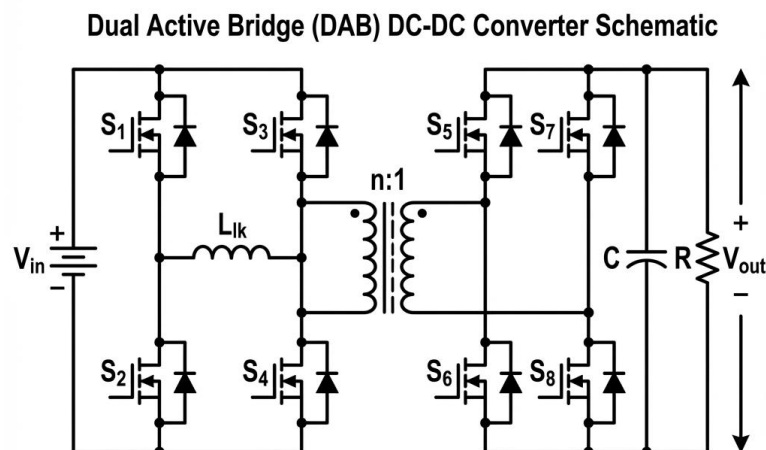 Dual Active Bridge (DAB) DC-DC Converter Schematic
S₁
S₃
S₅
S₇
n:1
Lₗₖ
+
Vᵢₙ
−
C
R
+
Vₒᵤₜ
−
S₂
S₄
S₆
S₈